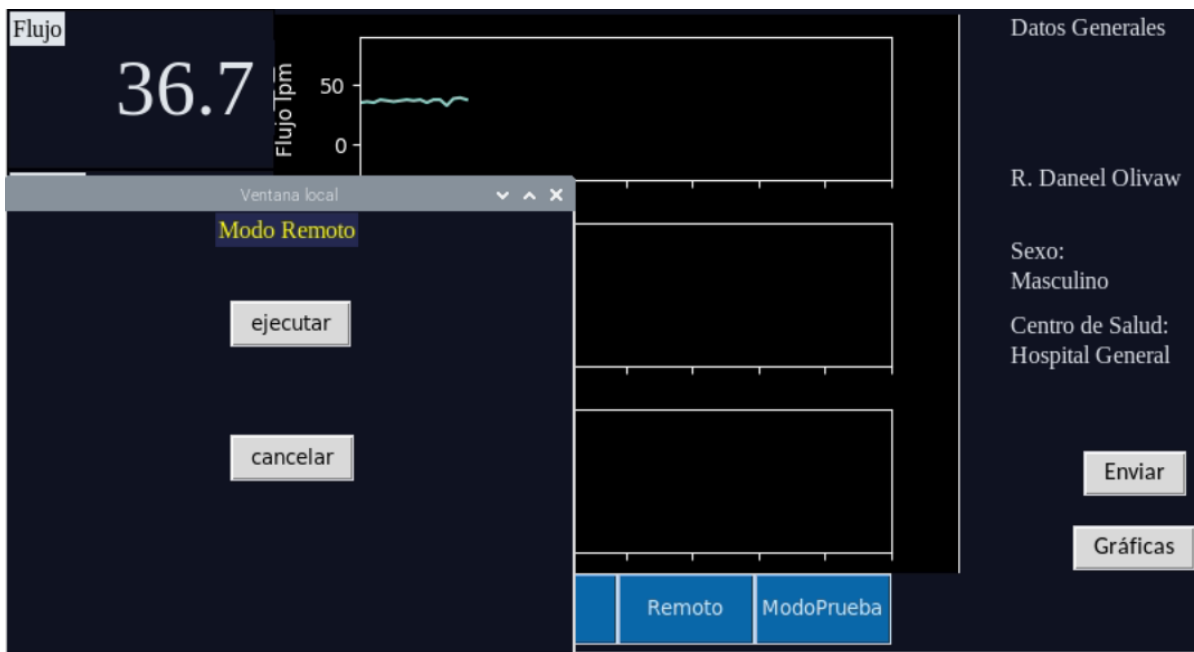 Flujo
36.7
Flujo lpm
50
0
Datos Generales
R. Daneel Olivaw
Sexo:
Masculino
Centro de Salud:
Hospital General
Enviar
Gráficas
Ventana local
Modo Remoto
ejecutar
cancelar
Remoto
ModoPrueba